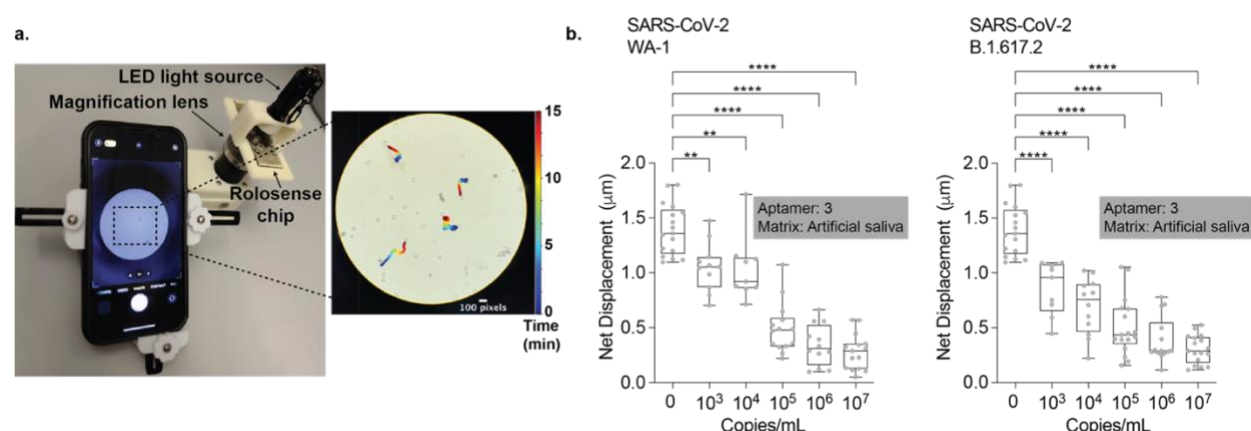 a.
LED light source
Magnification lens
Rolosense
chip
15
10
5
0
100 pixels
Time
(min)
b.
SARS-CoV-2
WA-1
****
****
****
**
**
Net Displacement (μm)
2.0
1.5
1.0
0.5
0.0
Aptamer: 3
Matrix: Artificial saliva
0 10³ 10⁴ 10⁵ 10⁶ 10⁷
Copies/mL
SARS-CoV-2
B.1.617.2
****
****
****
****
****
Net Displacement (μm)
2.0
1.5
1.0
0.5
0.0
Aptamer: 3
Matrix: Artificial saliva
0 10³ 10⁴ 10⁵ 10⁶ 10⁷
Copies/mL